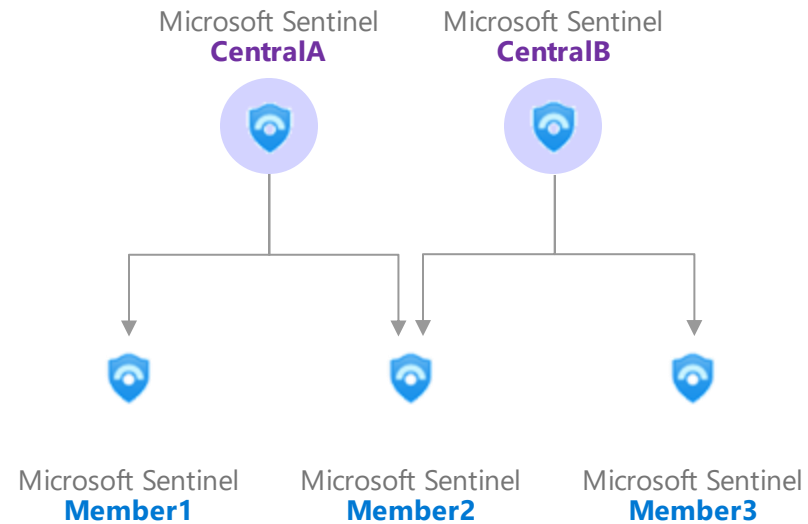 Microsoft Sentinel
CentralA
Microsoft Sentinel
CentralB
Microsoft Sentinel
Member1
Microsoft Sentinel
Member2
Microsoft Sentinel
Member3